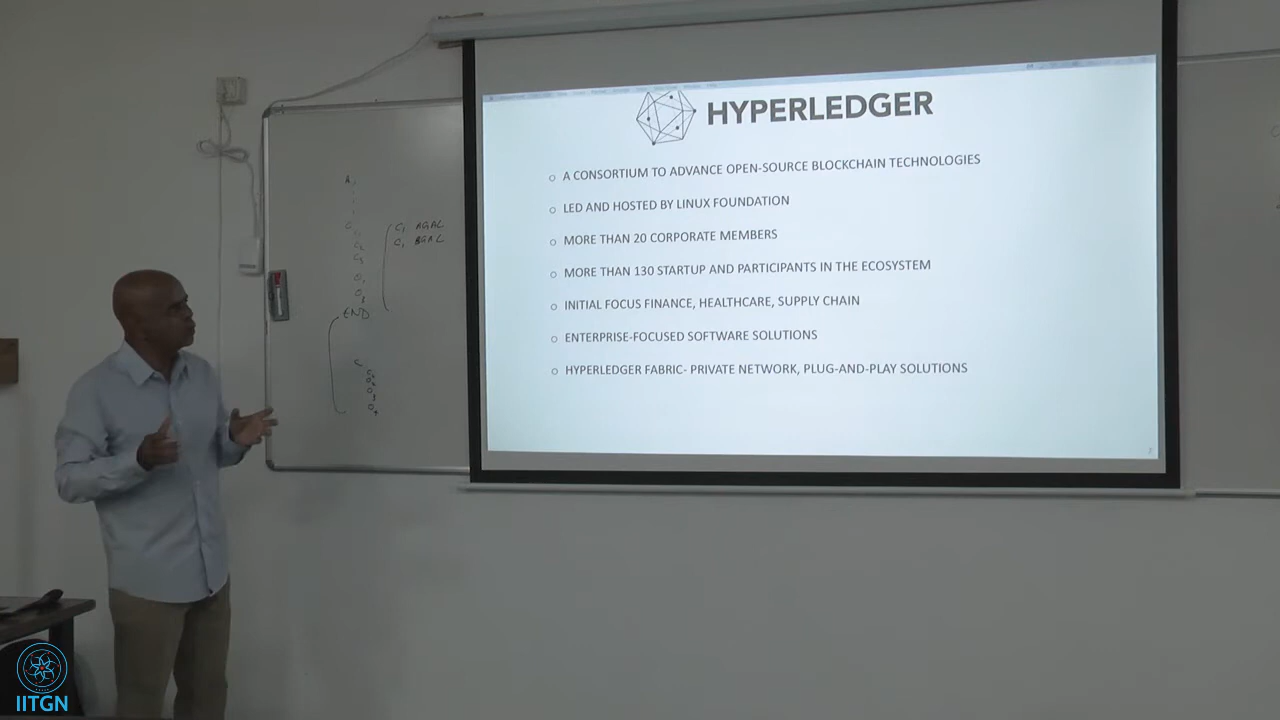 HYPERLEDGER
A CONSORTIUM TO ADVANCE OPEN-SOURCE BLOCKCHAIN TECHNOLOGIES
LED AND HOSTED BY LINUX FOUNDATION
MORE THAN 20 CORPORATE MEMBERS
MORE THAN 130 STARTUP AND PARTICIPANTS IN THE ECOSYSTEM
INITIAL FOCUS FINANCE, HEALTHCARE, SUPPLY CHAIN
ENTERPRISE-FOCUSED SOFTWARE SOLUTIONS
HYPERLEDGER FABRIC- PRIVATE NETWORK, PLUG-AND-PLAY SOLUTIONS
END
IITGN